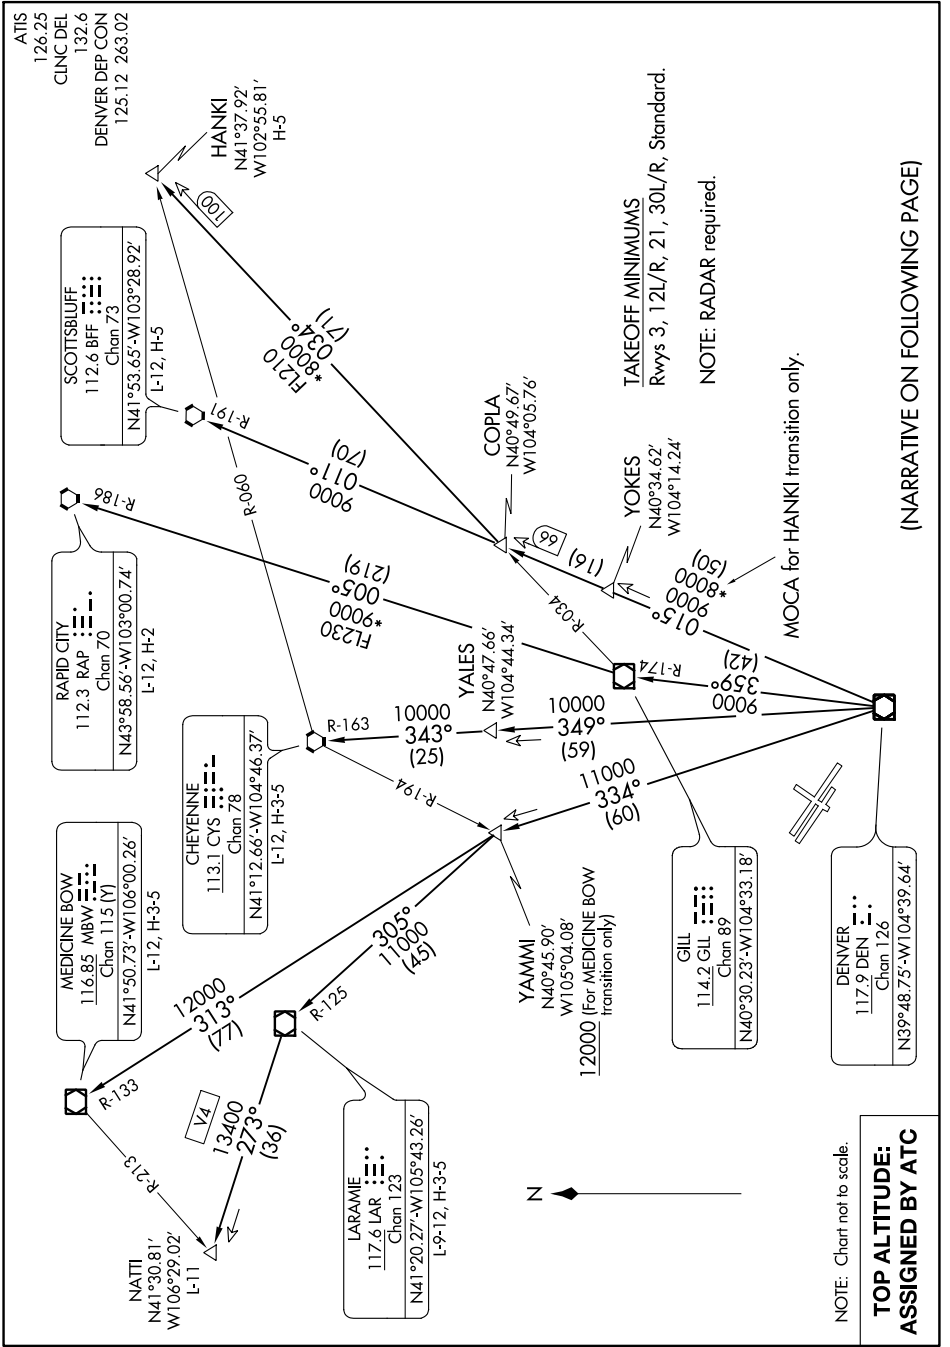 ATIS
126.25
CLNC DEL
132.6
DENVER DEP CON
125.12 263.02
HANKI
N41°37.92'
W102°55.81'
H-5
SCOTTSBLUFF
112.6 BFF
Chan 73
N41°53.65'-W103°28.92'
L-12, H-5
RAPID CITY
112.3 RAP
Chan 70
N43°58.56'-W103°00.74'
L-12, H-2
CHEYENNE
113.1 CYS
Chan 78
N41°12.66'-W104°46.37'
L-12, H-3-5
MEDICINE BOW
116.85 MBW
Chan 115 (Y)
N41°50.73'-W106°00.26'
L-12, H-3-5
NATTI
N41°30.81'
W106°29.02'
L-11
LARAMIE
117.6 LAR
Chan 123
N41°20.27'-W105°43.26'
L-9-12, H-3-5
YAMMI
N40°45.90'
W105°04.08'
12000 (For MEDICINE BOW
transition only)
GILL
114.2 GLL
Chan 89
N40°30.23'-W104°33.18'
DENVER
117.9 DEN
Chan 126
N39°48.75'-W104°39.64'
YALES
N40°47.66'
W104°44.34'
COPLA
N40°49.67'
W104°05.76'
YOKES
N40°34.62'
W104°14.24'
R-133
R-213
R-125
R-194
R-163
R-060
R-191
R-186
R-034
R-174
100
66
V4
13400
273°
(36)
12000
313°
(77)
305°
11000
(45)
11000
334°
(60)
10000
343°
(25)
10000
346°
(59)
9000
359°
(42)
FL230
*9000
005°
(219)
9000
011°
(70)
FL210
*8000
034°
(71)
(16)
015°
9000
*8000
(50)
MOCA for HANKI transition only.
TAKEOFF MINIMUMS
Rwys 3, 12L/R, 21, 30L/R, Standard.
NOTE: RADAR required.
(NARRATIVE ON FOLLOWING PAGE)
N
NOTE: Chart not to scale.
TOP ALTITUDE:
ASSIGNED BY ATC